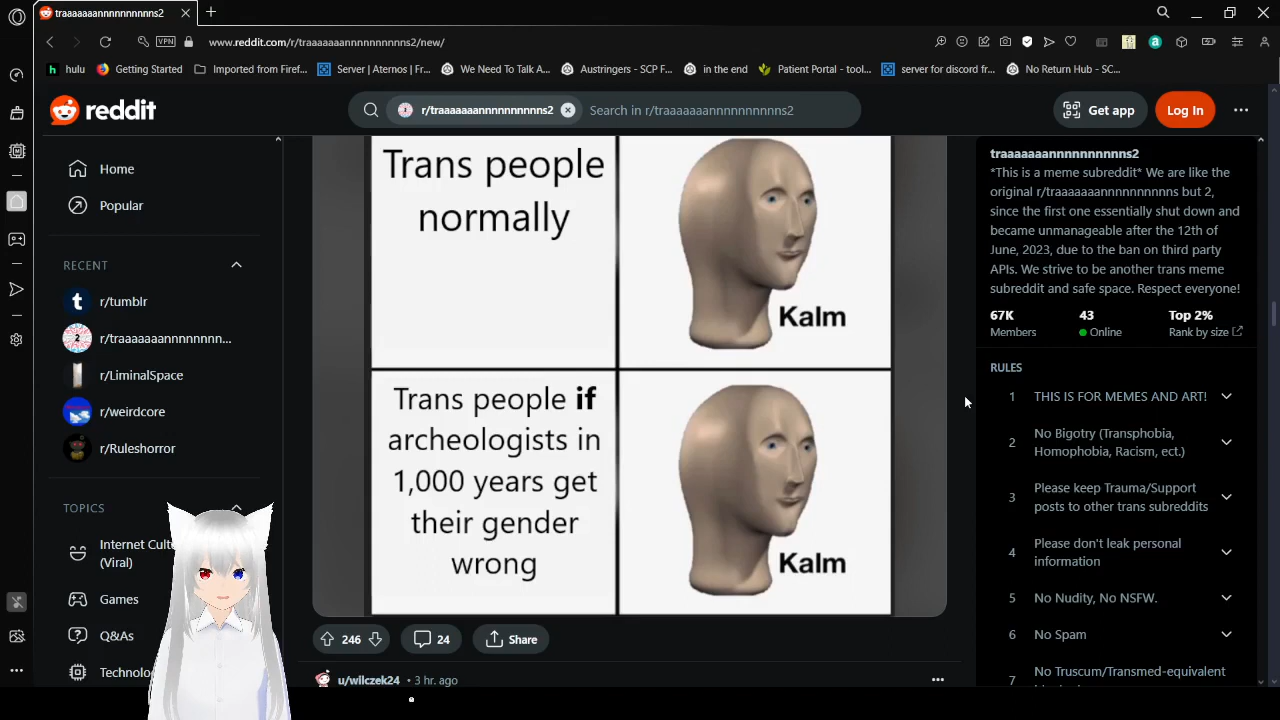 traaaaaaannnnnnnnnns2
www.reddit.com/r/traaaaaaannnnnnnnnns2/new/
VPN
hulu
Getting Started
Imported from Firef...
Server | Aternos | Fr...
We Need To Talk A...
Austringers - SCP F...
in the end
Patient Portal - tool...
server for discord fr...
No Return Hub - SC...
reddit
r/traaaaaaannnnnnnnnns2
Search in r/traaaaaaannnnnnnnnns2
Get app
Log In
Home
Popular
RECENT
r/tumblr
r/traaaaaaannnnnnn...
r/LiminalSpace
r/weirdcore
r/Ruleshorror
TOPICS
Internet Cult
(Viral)
Games
Q&As
Technolo
Trans people
normally
Kalm
Trans people if
archeologists in
1,000 years get
their gender
wrong
Kalm
246
24
Share
u/wilczek24 • 3 hr. ago
traaaaaaannnnnnnnnns2
*This is a meme subreddit* We are like the
original r/traaaaaaannnnnnnnnns but 2,
since the first one essentially shut down and
became unmanageable after the 12th of
June, 2023, due to the ban on third party
APIs. We strive to be another trans meme
subreddit and safe space. Respect everyone!
67K
Members
43
Online
Top 2%
Rank by size
RULES
1 THIS IS FOR MEMES AND ART!
2 No Bigotry (Transphobia,
Homophobia, Racism, ect.)
3 Please keep Trauma/Support
posts to other trans subreddits
4 Please don't leak personal
information
5 No Nudity, No NSFW.
6 No Spam
7 No Truscum/Transmed-equivalent